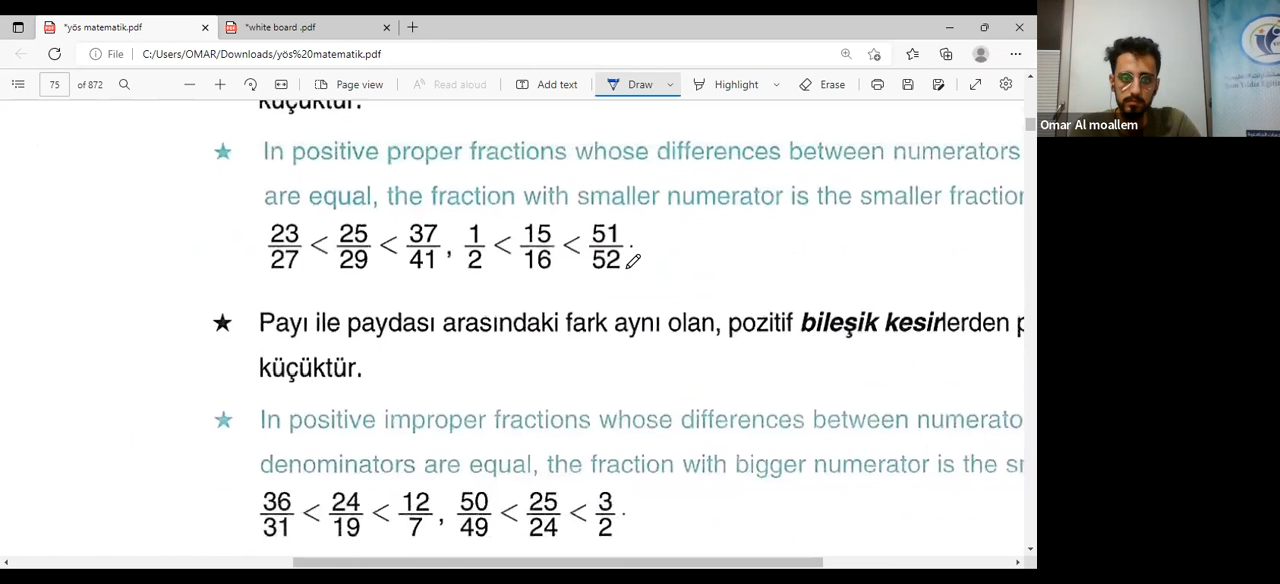 *yös matematik.pdf
*white board .pdf
File C:/Users/OMAR/Downloads/yös%20matematik.pdf
75 of 872 Page view Read aloud Add text Draw Highlight Erase
Omar Al moallem
küçüktür.
★ In positive proper fractions whose differences between numerators
are equal, the fraction with smaller numerator is the smaller fraction
23/27 < 25/29 < 37/41, 1/2 < 15/16 < 51/52.
★ Payı ile paydası arasındaki fark aynı olan, pozitif bileşik kesirlerden
küçüktür.
★ In positive improper fractions whose differences between numerato
denominators are equal, the fraction with bigger numerator is the
36/31 < 24/19 < 12/7, 50/49 < 25/24 < 3/2.